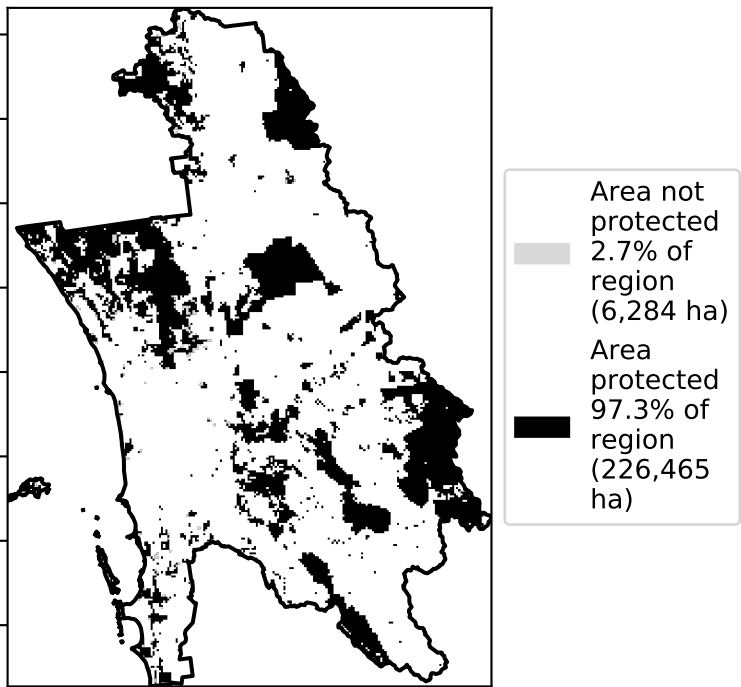 Area not
protected
2.7% of
region
(6,284 ha)
Area
protected
97.3% of
region
(226,465
ha)